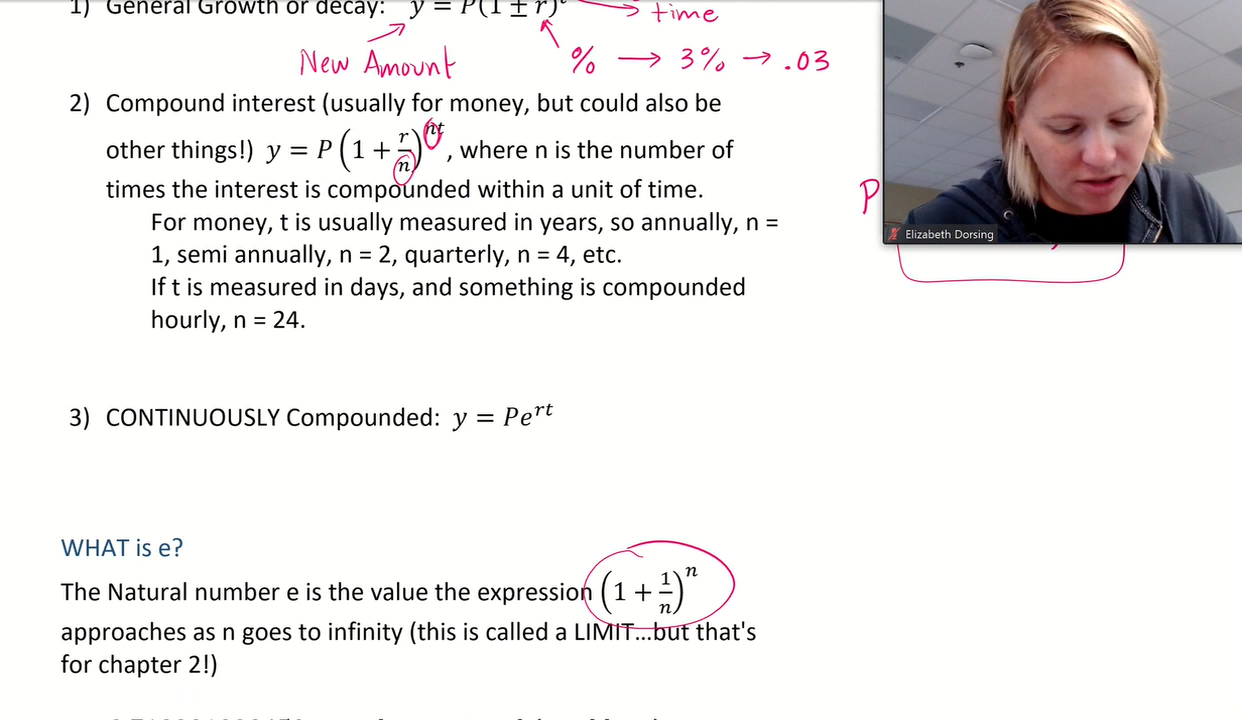 1) General Growth or decay: y = P(1 ± r)^t → time
New Amount % → 3% → .03
2) Compound interest (usually for money, but could also be
other things!) y = P(1 + r/n)^nt, where n is the number of
times the interest is compounded within a unit of time.
P
Elizabeth Dorsing
For money, t is usually measured in years, so annually, n =
1, semi annually, n = 2, quarterly, n = 4, etc.
If t is measured in days, and something is compounded
hourly, n = 24.
3) CONTINUOUSLY Compounded: y = Pe^rt
WHAT is e?
The Natural number e is the value the expression (1 + 1/n)^n
approaches as n goes to infinity (this is called a LIMIT...but that's
for chapter 2!)